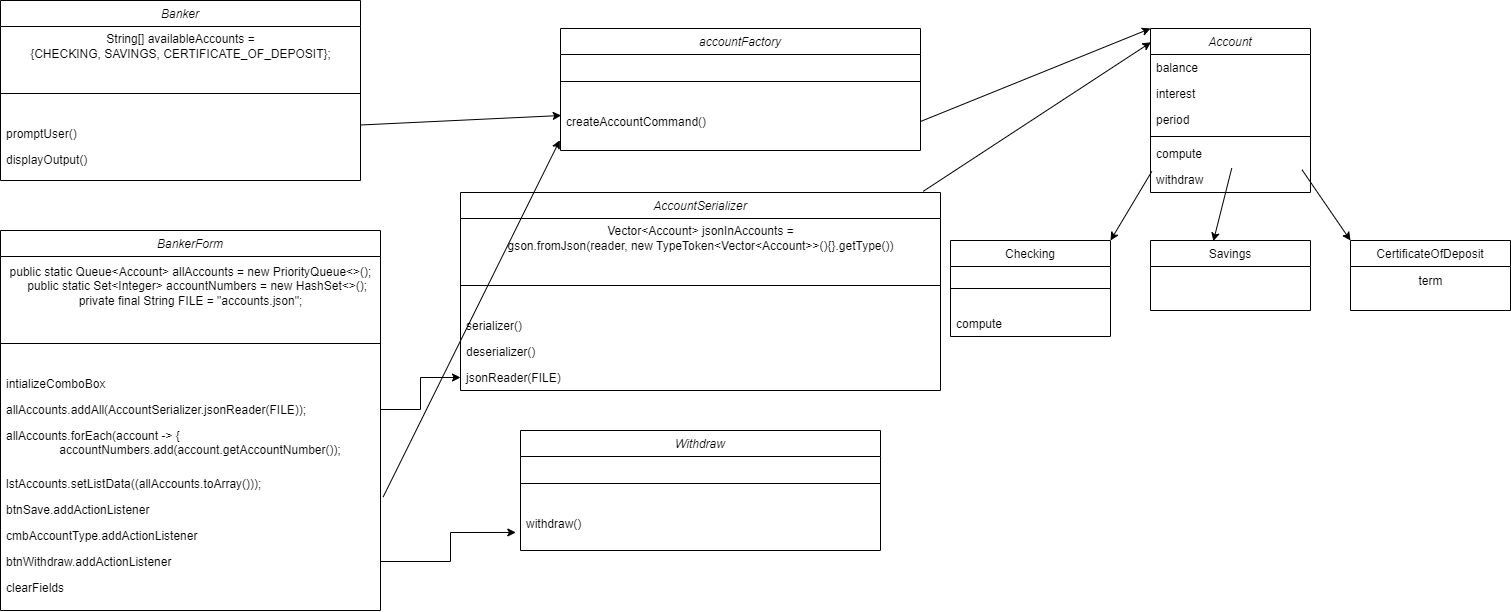 Banker
String[] availableAccounts =
{CHECKING, SAVINGS, CERTIFICATE_OF_DEPOSIT};
promptUser()
displayOutput()
accountFactory
createAccountCommand()
Account
balance
interest
period
compute
withdraw
AccountSerializer
Vector<Account> jsonInAccounts =
gson.fromJson(reader, new TypeToken<Vector<Account>>(){}.getType())
serializer()
deserializer()
jsonReader(FILE)
Checking
compute
Savings
CertificateOfDeposit
term
BankerForm
public static Queue<Account> allAccounts = new PriorityQueue<>();
public static Set<Integer> accountNumbers = new HashSet<>();
private final String FILE = "accounts.json";
intializeComboBox
allAccounts.addAll(AccountSerializer.jsonReader(FILE));
allAccounts.forEach(account -> {
accountNumbers.add(account.getAccountNumber());
lstAccounts.setListData((allAccounts.toArray()));
btnSave.addActionListener
cmbAccountType.addActionListener
btnWithdraw.addActionListener
clearFields
Withdraw
withdraw()